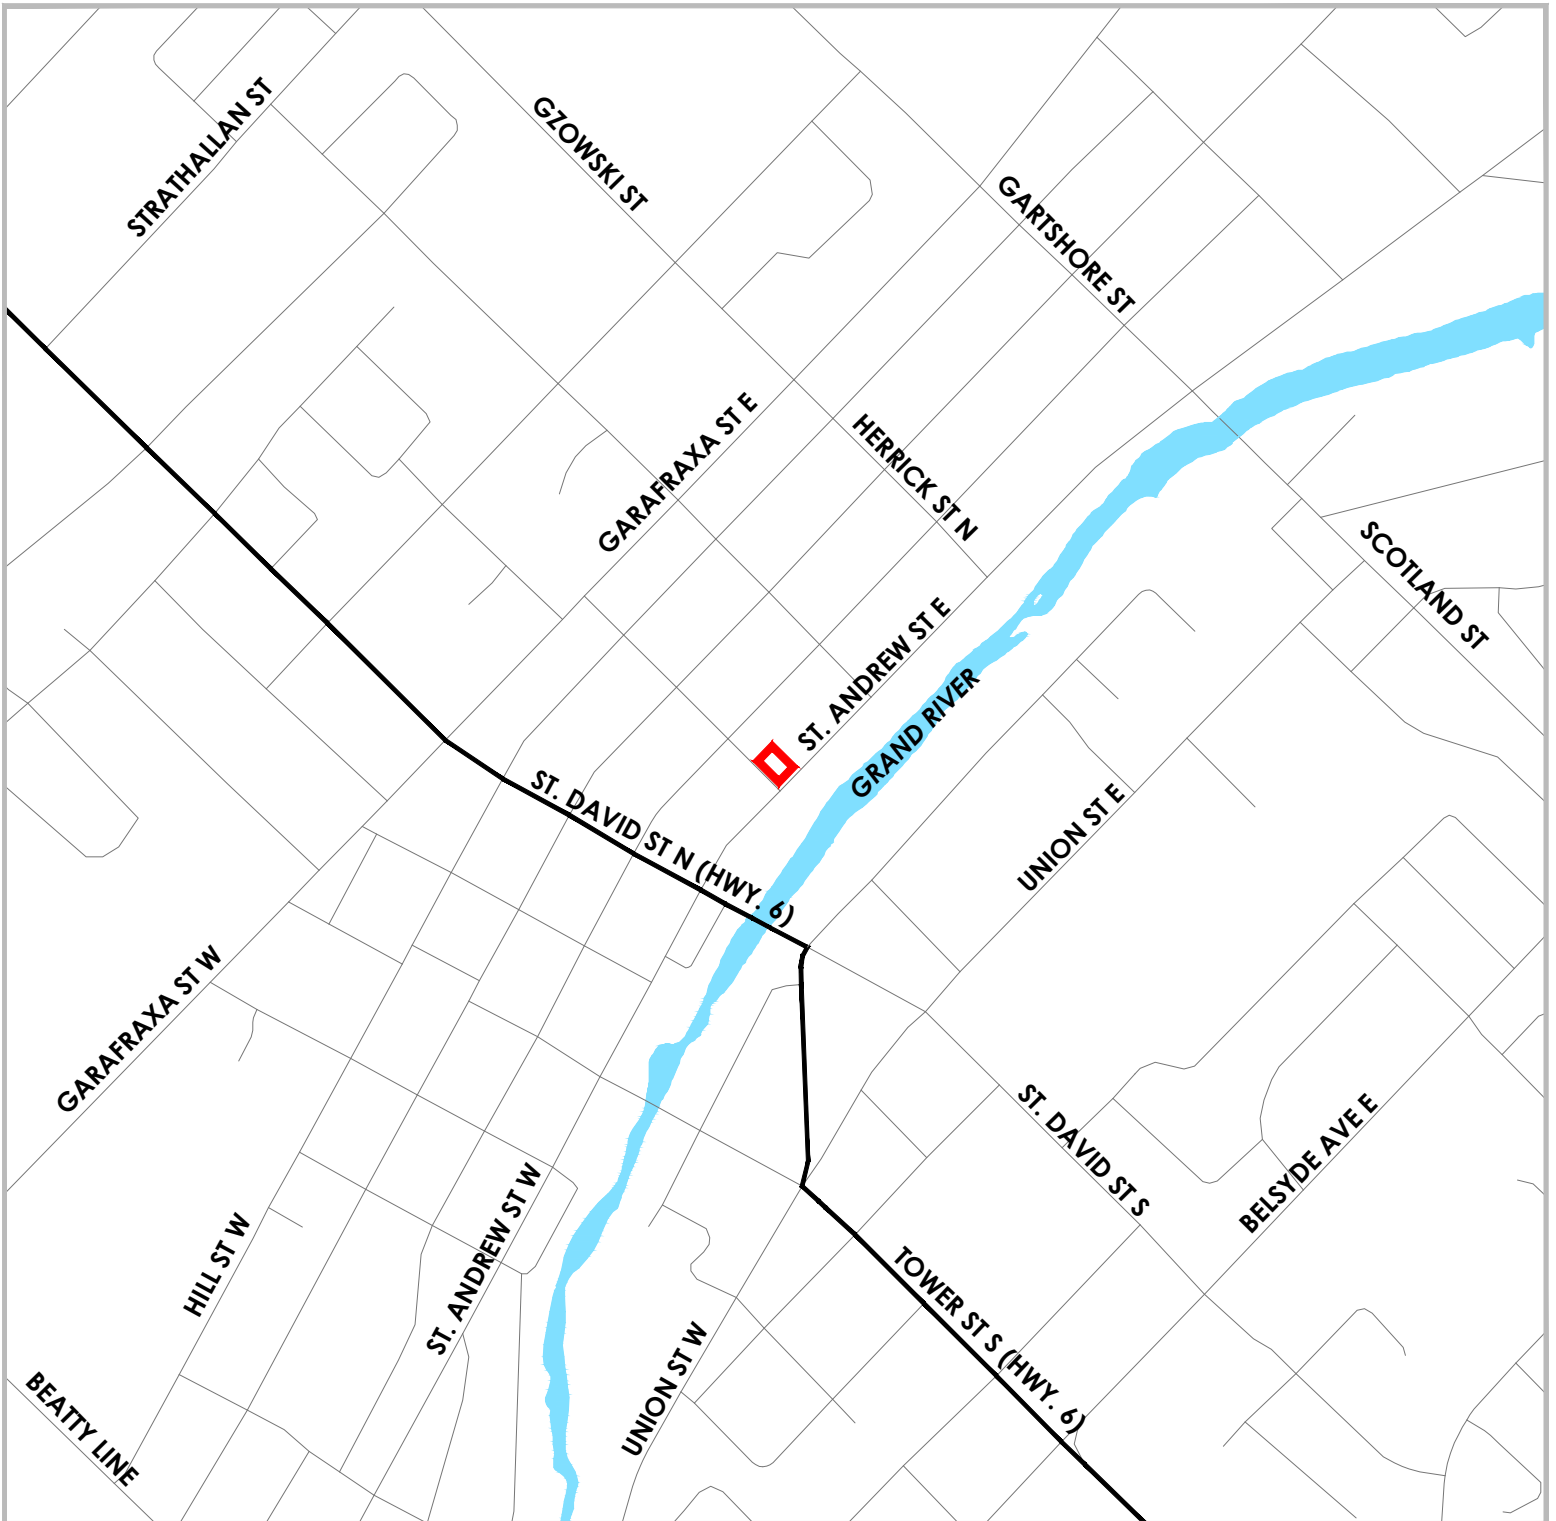 STRATHALLAN ST
GZOWSKI ST
GARTSHORE ST
GARAFRAXA ST E
HERRICK ST N
SCOTLAND ST
ST. ANDREW ST E
GRAND RIVER
ST. DAVID ST N (HWY. 6)
UNION ST E
GARAFRAXA ST W
ST. DAVID ST S
BELSYDE AVE E
HILL ST W
ST. ANDREW ST W
TOWER ST S (HWY. 6)
UNION ST W
BEATTY LINE